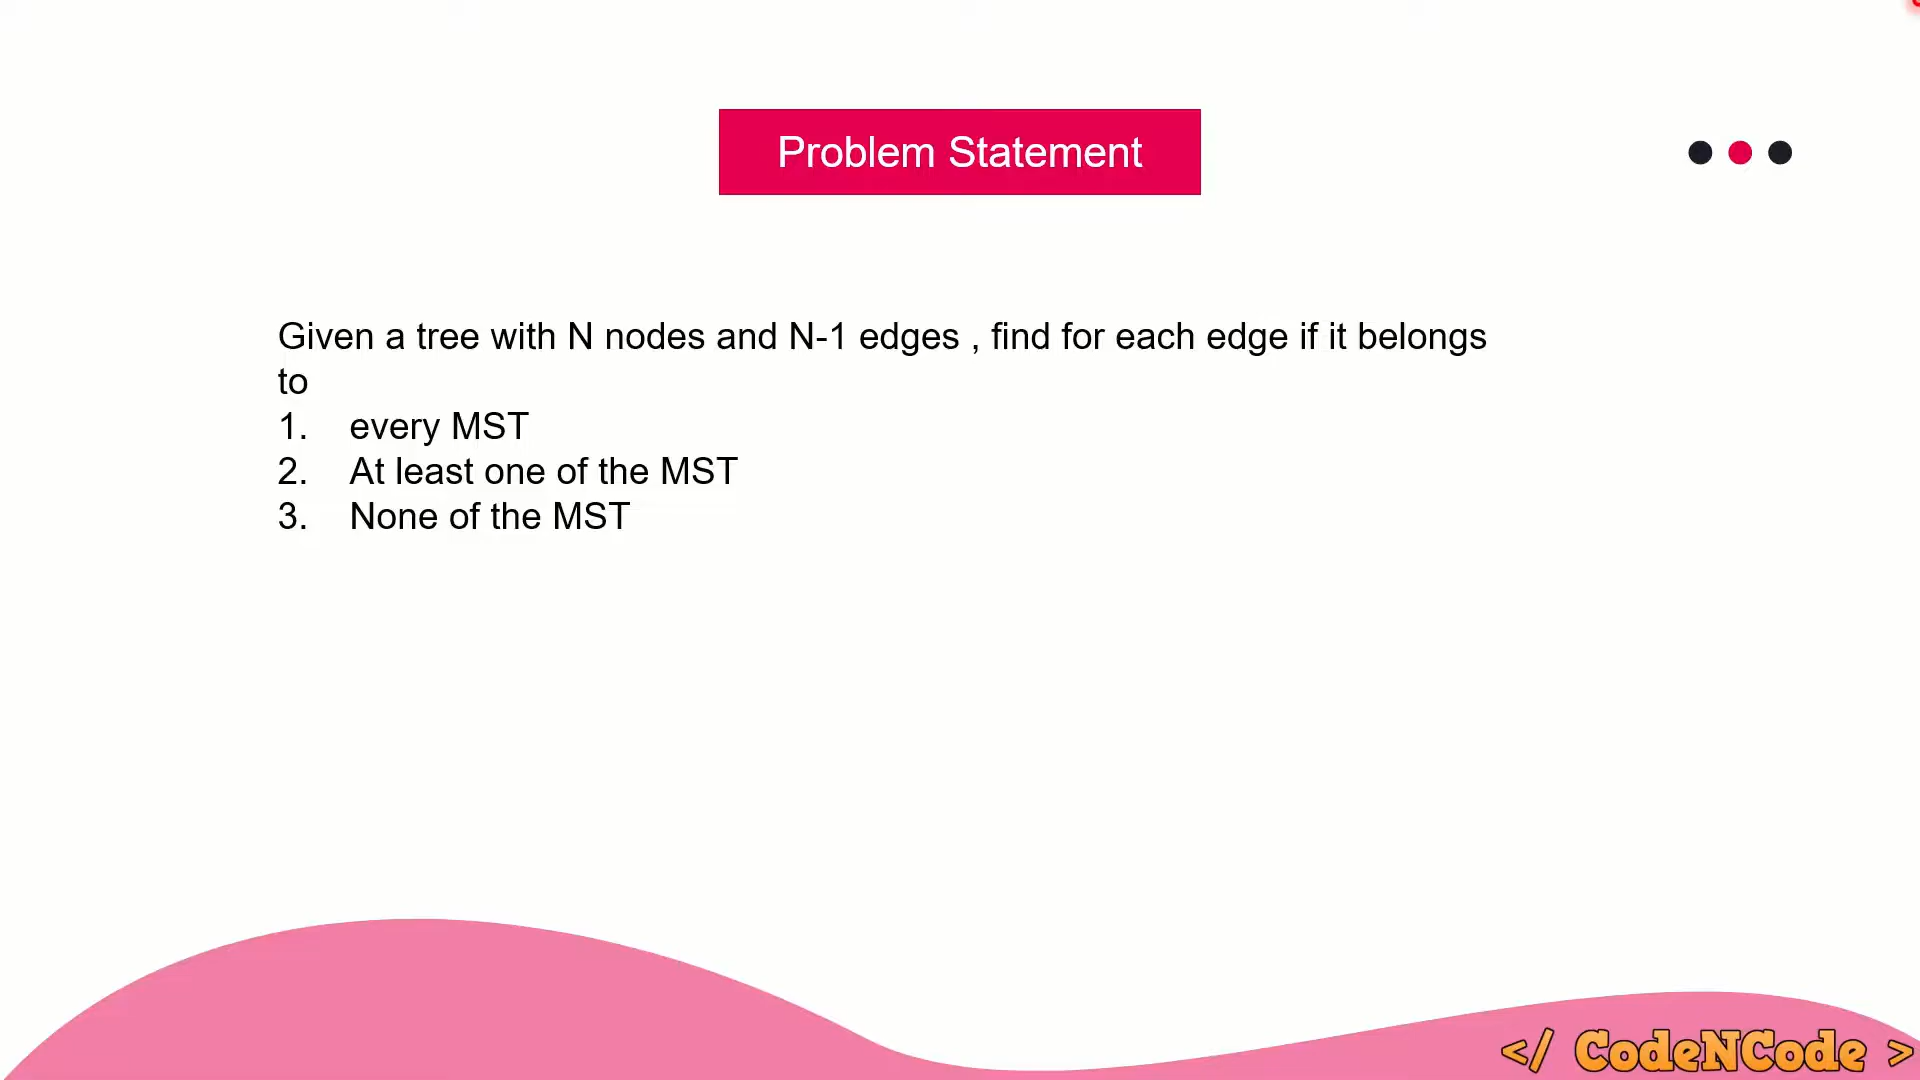 Problem Statement
Given a tree with N nodes and N-1 edges , find for each edge if it belongs
to
1. every MST
2. At least one of the MST
3. None of the MST
</ CodeNCode >